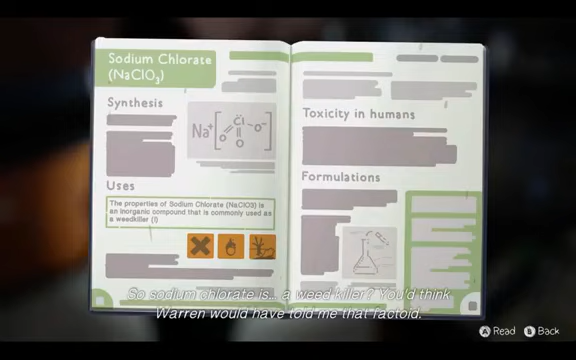 Sodium Chlorate
(NaClO₃)
Synthesis
Na⁺ Cl O O⁻ O
Uses
The properties of Sodium Chlorate (NaClO3) is
an inorganic compound that is commonly used as
a weedkiller (!)
Toxicity in humans
Formulations
So sodium chlorate is... a weed killer? You'd think
Warren would have told me that factoid.
A Read B Back